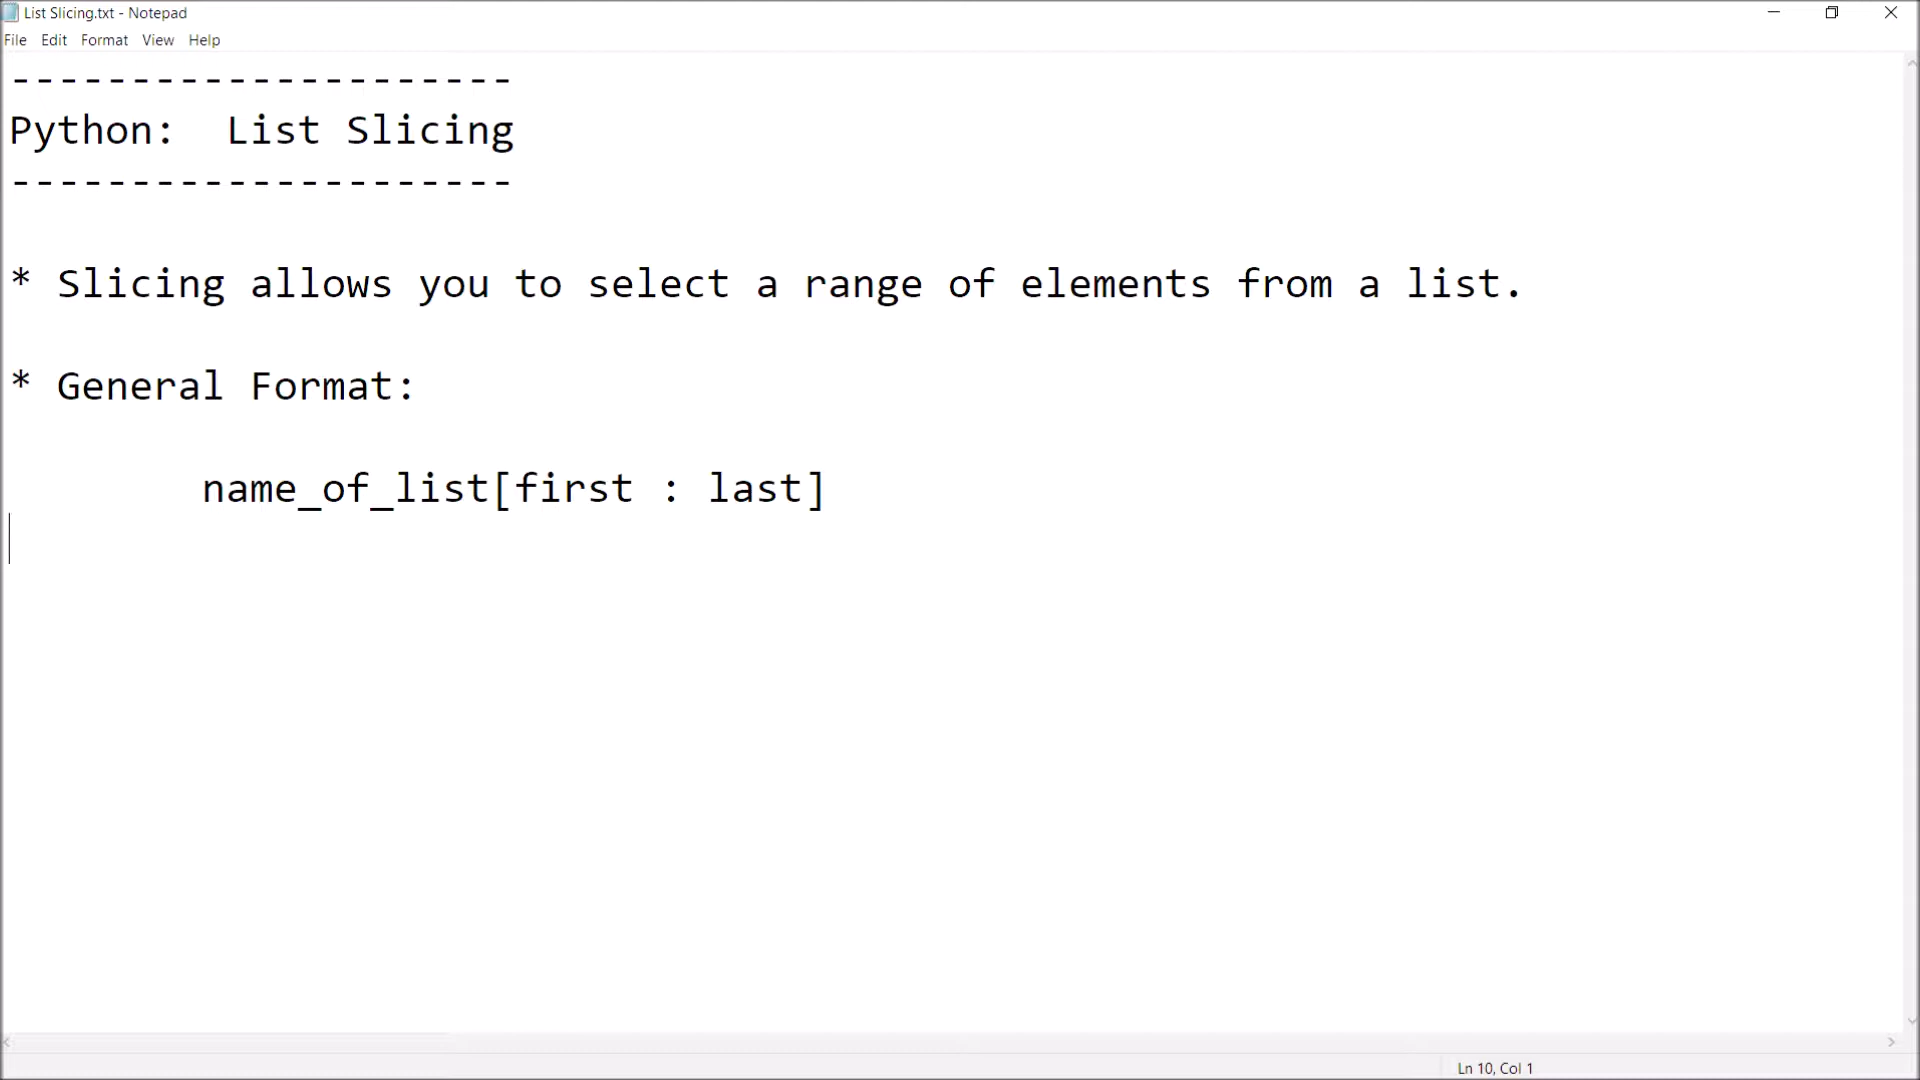 List Slicing.txt - Notepad
File Edit Format View Help
---------------------
Python:  List Slicing
---------------------
* Slicing allows you to select a range of elements from a list.
* General Format:
name_of_list[first : last]
Ln 10, Col 1